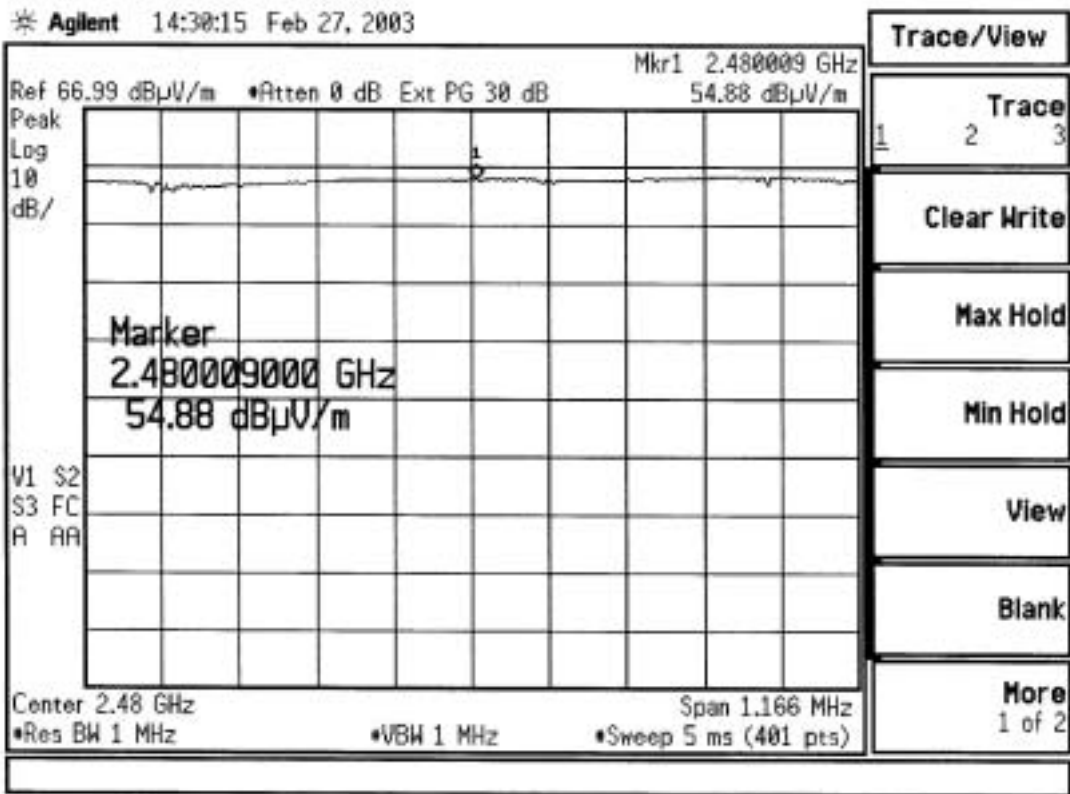 Agilent 14:30:15 Feb 27, 2003
Trace/View
Mkr1 2.480009 GHz
Ref 66.99 dBµV/m *Atten 0 dB Ext PG 30 dB 54.88 dBµV/m
Peak
Log
10
dB/
1
Marker
2.480009000 GHz
54.88 dBµV/m
V1 S2
S3 FC
A AA
Center 2.48 GHz Span 1.166 MHz
*Res BW 1 MHz *VBW 1 MHz *Sweep 5 ms (401 pts)
Trace
1 2 3
Clear Write
Max Hold
Min Hold
View
Blank
More
1 of 2